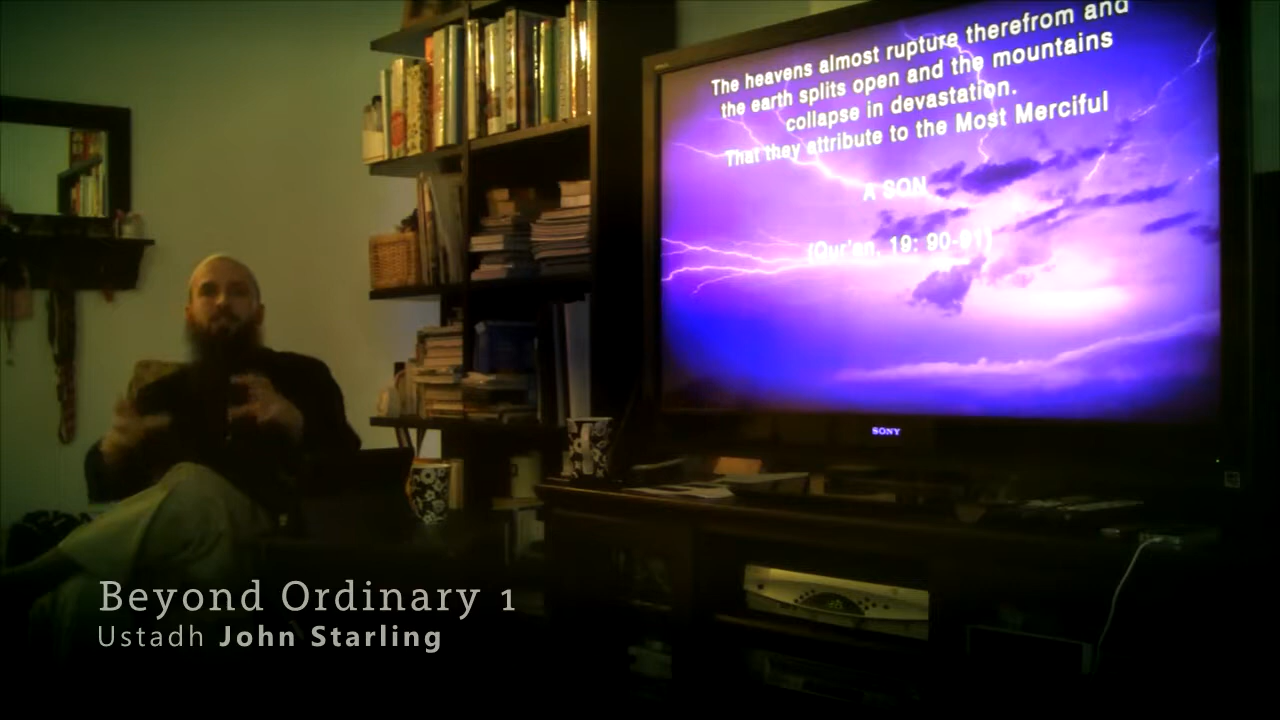 The heavens almost rupture therefrom and
the earth splits open and the mountains
collapse in devastation.
That they attribute to the Most Merciful
A SON
(Qur'an, 19: 90-91)
SONY
Beyond Ordinary 1
Ustadh John Starling